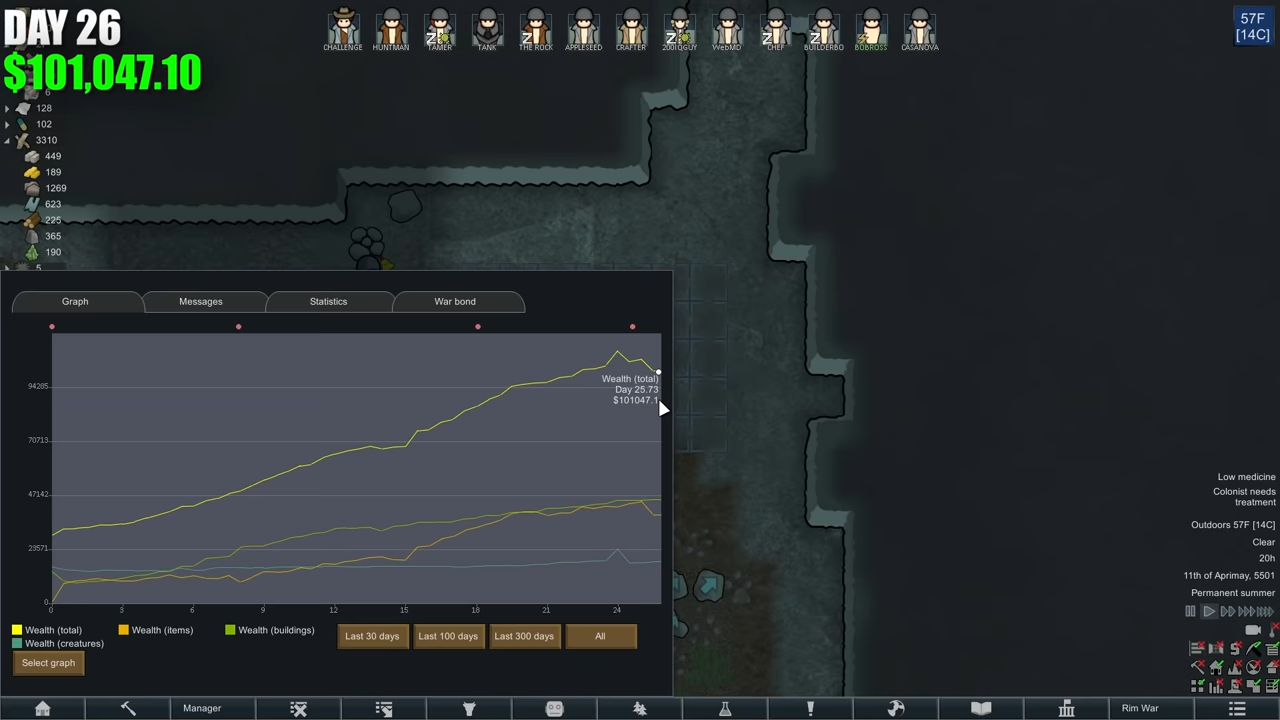 DAY 26
$101,047.10
CHALLENGE HUNTMAN TAMER TANK THE ROCK APPLESEED CRAFTER 200IQGUY WebMD CHEF BUILDERBO BOBROSS CASANOVA
57F
[14C]
6
128
102
3310
449
189
1269
623
225
365
190
5
Graph Messages Statistics War bond
94285
70713
47142
23571
0
Wealth (total)
Day 25.73
$101047.1
0 3 6 9 12 15 18 21 24
Wealth (total) Wealth (items) Wealth (buildings)
Wealth (creatures)
Last 30 days Last 100 days Last 300 days All
Select graph
Low medicine
Colonist needs
treatment
Outdoors 57F [14C]
Clear
20h
11th of Aprimay, 5501
Permanent summer
Manager
Rim War